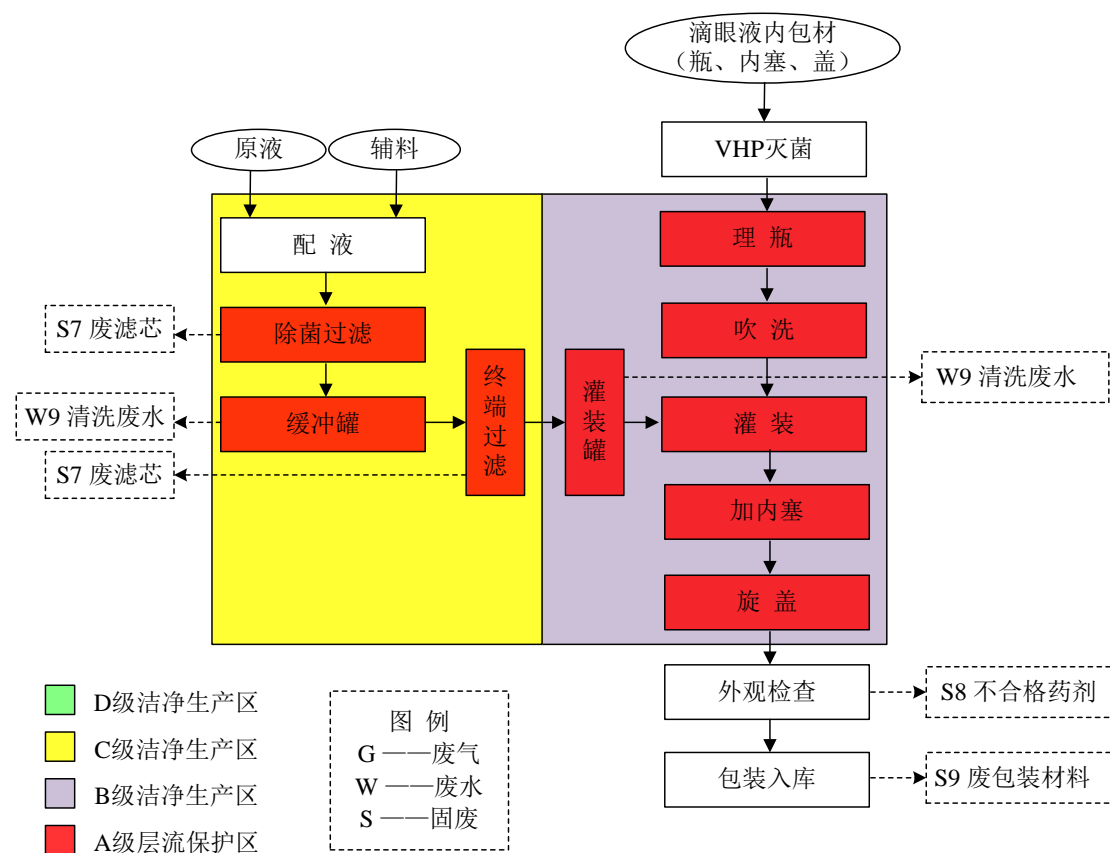 滴眼液内包材
（瓶、内塞、盖）
原液
辅料
VHP灭菌
配 液
理 瓶
S7 废滤芯
除菌过滤
吹 洗
W9 清洗废水
缓冲罐
终端过滤
灌装罐
灌 装
W9 清洗废水
S7 废滤芯
加内塞
旋 盖
外观检查
S8 不合格药剂
包装入库
S9 废包装材料
D级洁净生产区
C级洁净生产区
B级洁净生产区
A级层流保护区
图 例
G ——废气
W ——废水
S ——固废